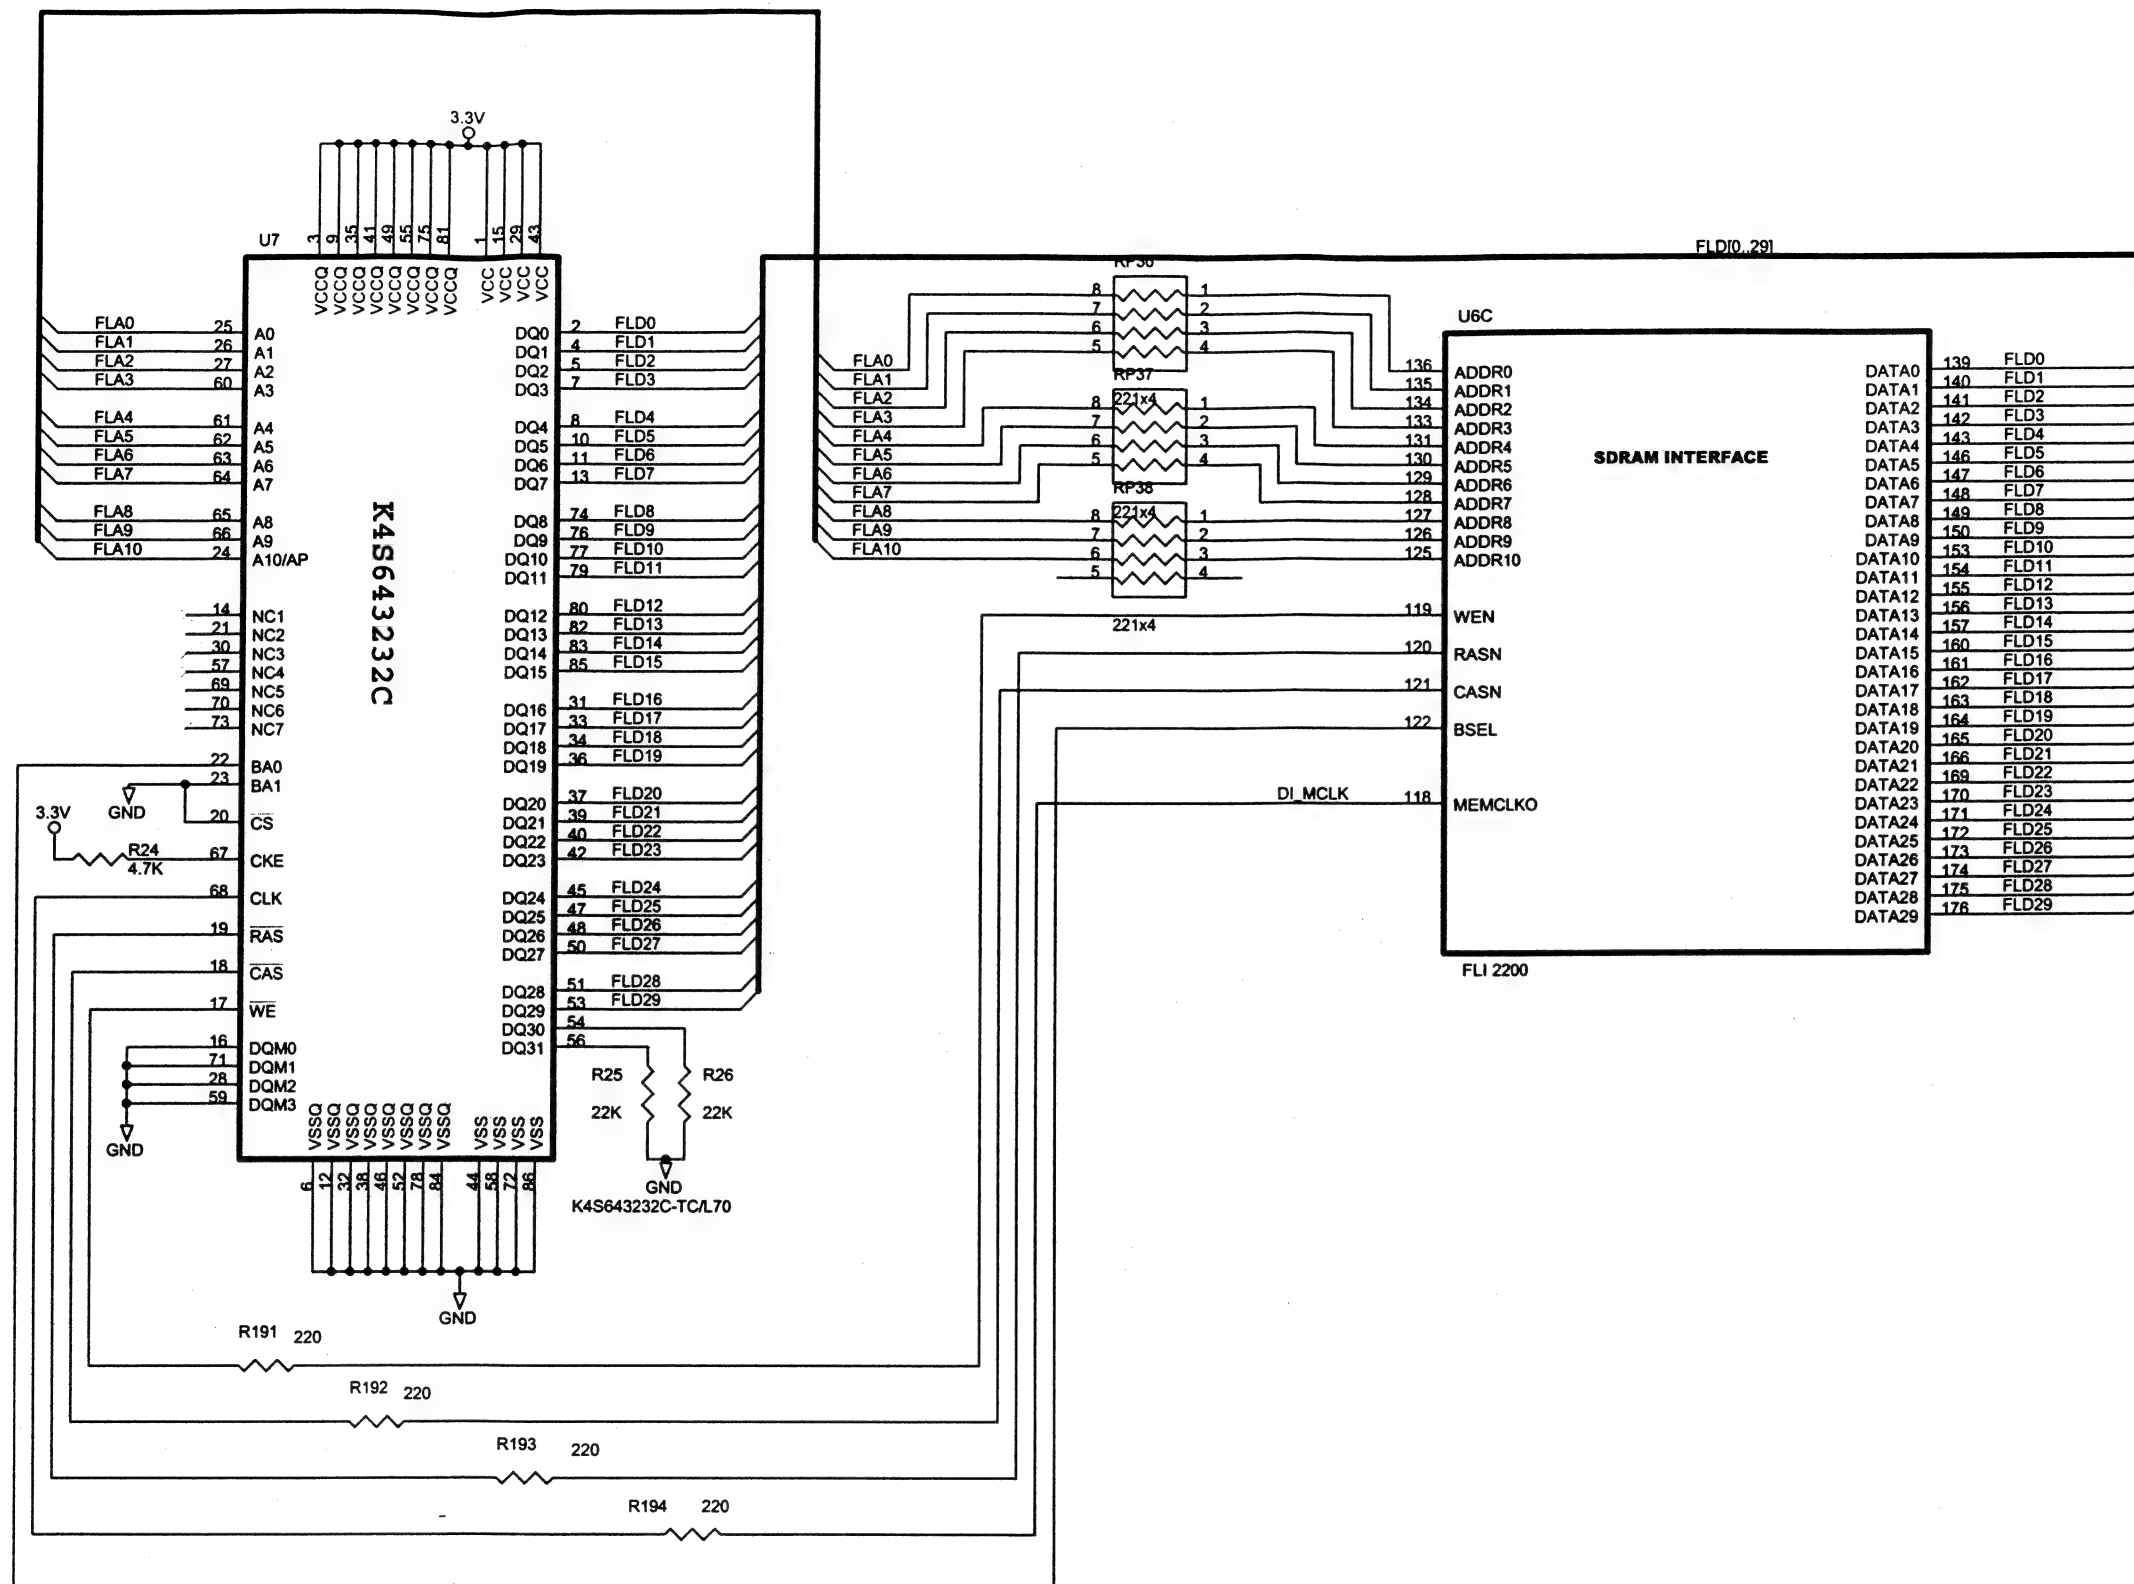 3.3V
U7
3
9
35
41
49
55
75
81
1
15
29
43
VCCQ
VCCQ
VCCQ
VCCQ
VCCQ
VCCQ
VCCQ
VCCQ
VCC
VCC
VCC
VCC
FLA0 25 A0
FLA1 26 A1
FLA2 27 A2
FLA3 60 A3
FLA4 61 A4
FLA5 62 A5
FLA6 63 A6
FLA7 64 A7
FLA8 65 A8
FLA9 66 A9
FLA10 24 A10/AP
14 NC1
21 NC2
30 NC3
57 NC4
69 NC5
70 NC6
73 NC7
22 BA0
23 BA1
GND
20 CS
3.3V
R24
4.7K
67 CKE
68 CLK
19 RAS
18 CAS
17 WE
16 DQM0
71 DQM1
28 DQM2
59 DQM3
GND
K4S643232C
DQ0 2 FLD0
DQ1 4 FLD1
DQ2 5 FLD2
DQ3 7 FLD3
DQ4 8 FLD4
DQ5 10 FLD5
DQ6 11 FLD6
DQ7 13 FLD7
DQ8 74 FLD8
DQ9 76 FLD9
DQ10 77 FLD10
DQ11 79 FLD11
DQ12 80 FLD12
DQ13 82 FLD13
DQ14 83 FLD14
DQ15 85 FLD15
DQ16 31 FLD16
DQ17 33 FLD17
DQ18 34 FLD18
DQ19 36 FLD19
DQ20 37 FLD20
DQ21 39 FLD21
DQ22 40 FLD22
DQ23 42 FLD23
DQ24 45 FLD24
DQ25 47 FLD25
DQ26 48 FLD26
DQ27 50 FLD27
DQ28 51 FLD28
DQ29 53 FLD29
DQ30 54
DQ31 56
R25
22K
R26
22K
GND
K4S643232C-TC/L70
VSSQ
VSSQ
VSSQ
VSSQ
VSSQ
VSSQ
VSSQ
VSSQ
VSS
VSS
VSS
VSS
6
12
32
38
46
52
78
84
44
58
72
86
GND
R191 220
R192 220
R193 220
R194 220
FLD[0..29]
RP36
8 1
7 2
6 3
5 4
RP37
221x4
8 1
7 2
6 3
5 4
RP38
221x4
8 1
7 2
6 3
5 4
221x4
FLA0
FLA1
FLA2
FLA3
FLA4
FLA5
FLA6
FLA7
FLA8
FLA9
FLA10
U6C
136 ADDR0
135 ADDR1
134 ADDR2
133 ADDR3
131 ADDR4
130 ADDR5
129 ADDR6
128 ADDR7
127 ADDR8
126 ADDR9
125 ADDR10
119 WEN
120 RASN
121 CASN
122 BSEL
DI_MCLK 118 MEMCLKO
SDRAM INTERFACE
DATA0 139 FLD0
DATA1 140 FLD1
DATA2 141 FLD2
DATA3 142 FLD3
DATA4 143 FLD4
DATA5 146 FLD5
DATA6 147 FLD6
DATA7 148 FLD7
DATA8 149 FLD8
DATA9 150 FLD9
DATA10 153 FLD10
DATA11 154 FLD11
DATA12 155 FLD12
DATA13 156 FLD13
DATA14 157 FLD14
DATA15 160 FLD15
DATA16 161 FLD16
DATA17 162 FLD17
DATA18 163 FLD18
DATA19 164 FLD19
DATA20 165 FLD20
DATA21 166 FLD21
DATA22 169 FLD22
DATA23 170 FLD23
DATA24 171 FLD24
DATA25 172 FLD25
DATA26 173 FLD26
DATA27 174 FLD27
DATA28 175 FLD28
DATA29 176 FLD29
FLI 2200